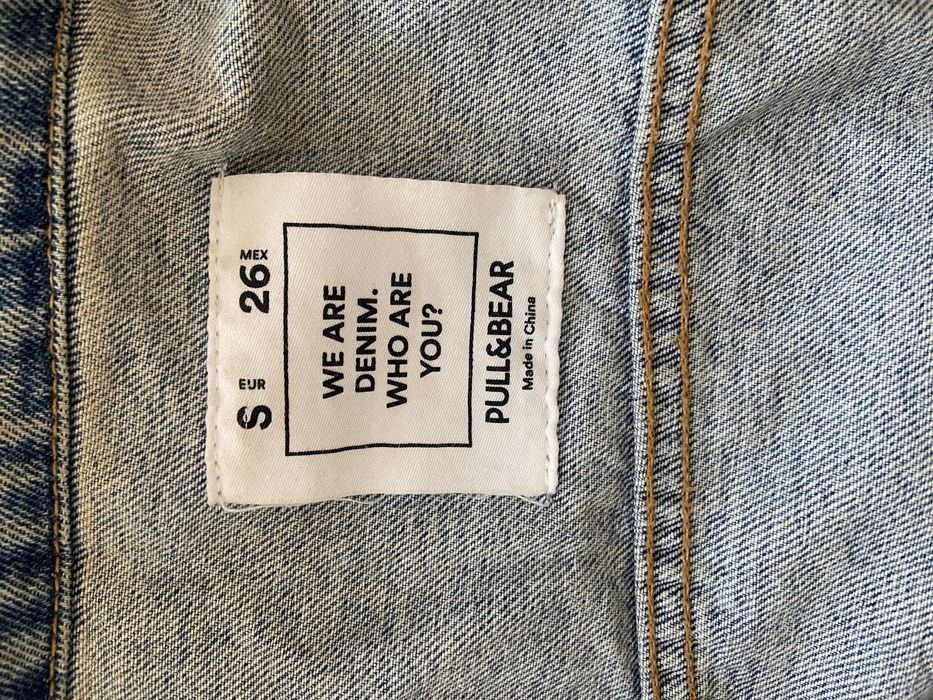 S EUR 26 MEX
WE ARE
DENIM.
WHO ARE
YOU?
PULL&BEAR
Made in China